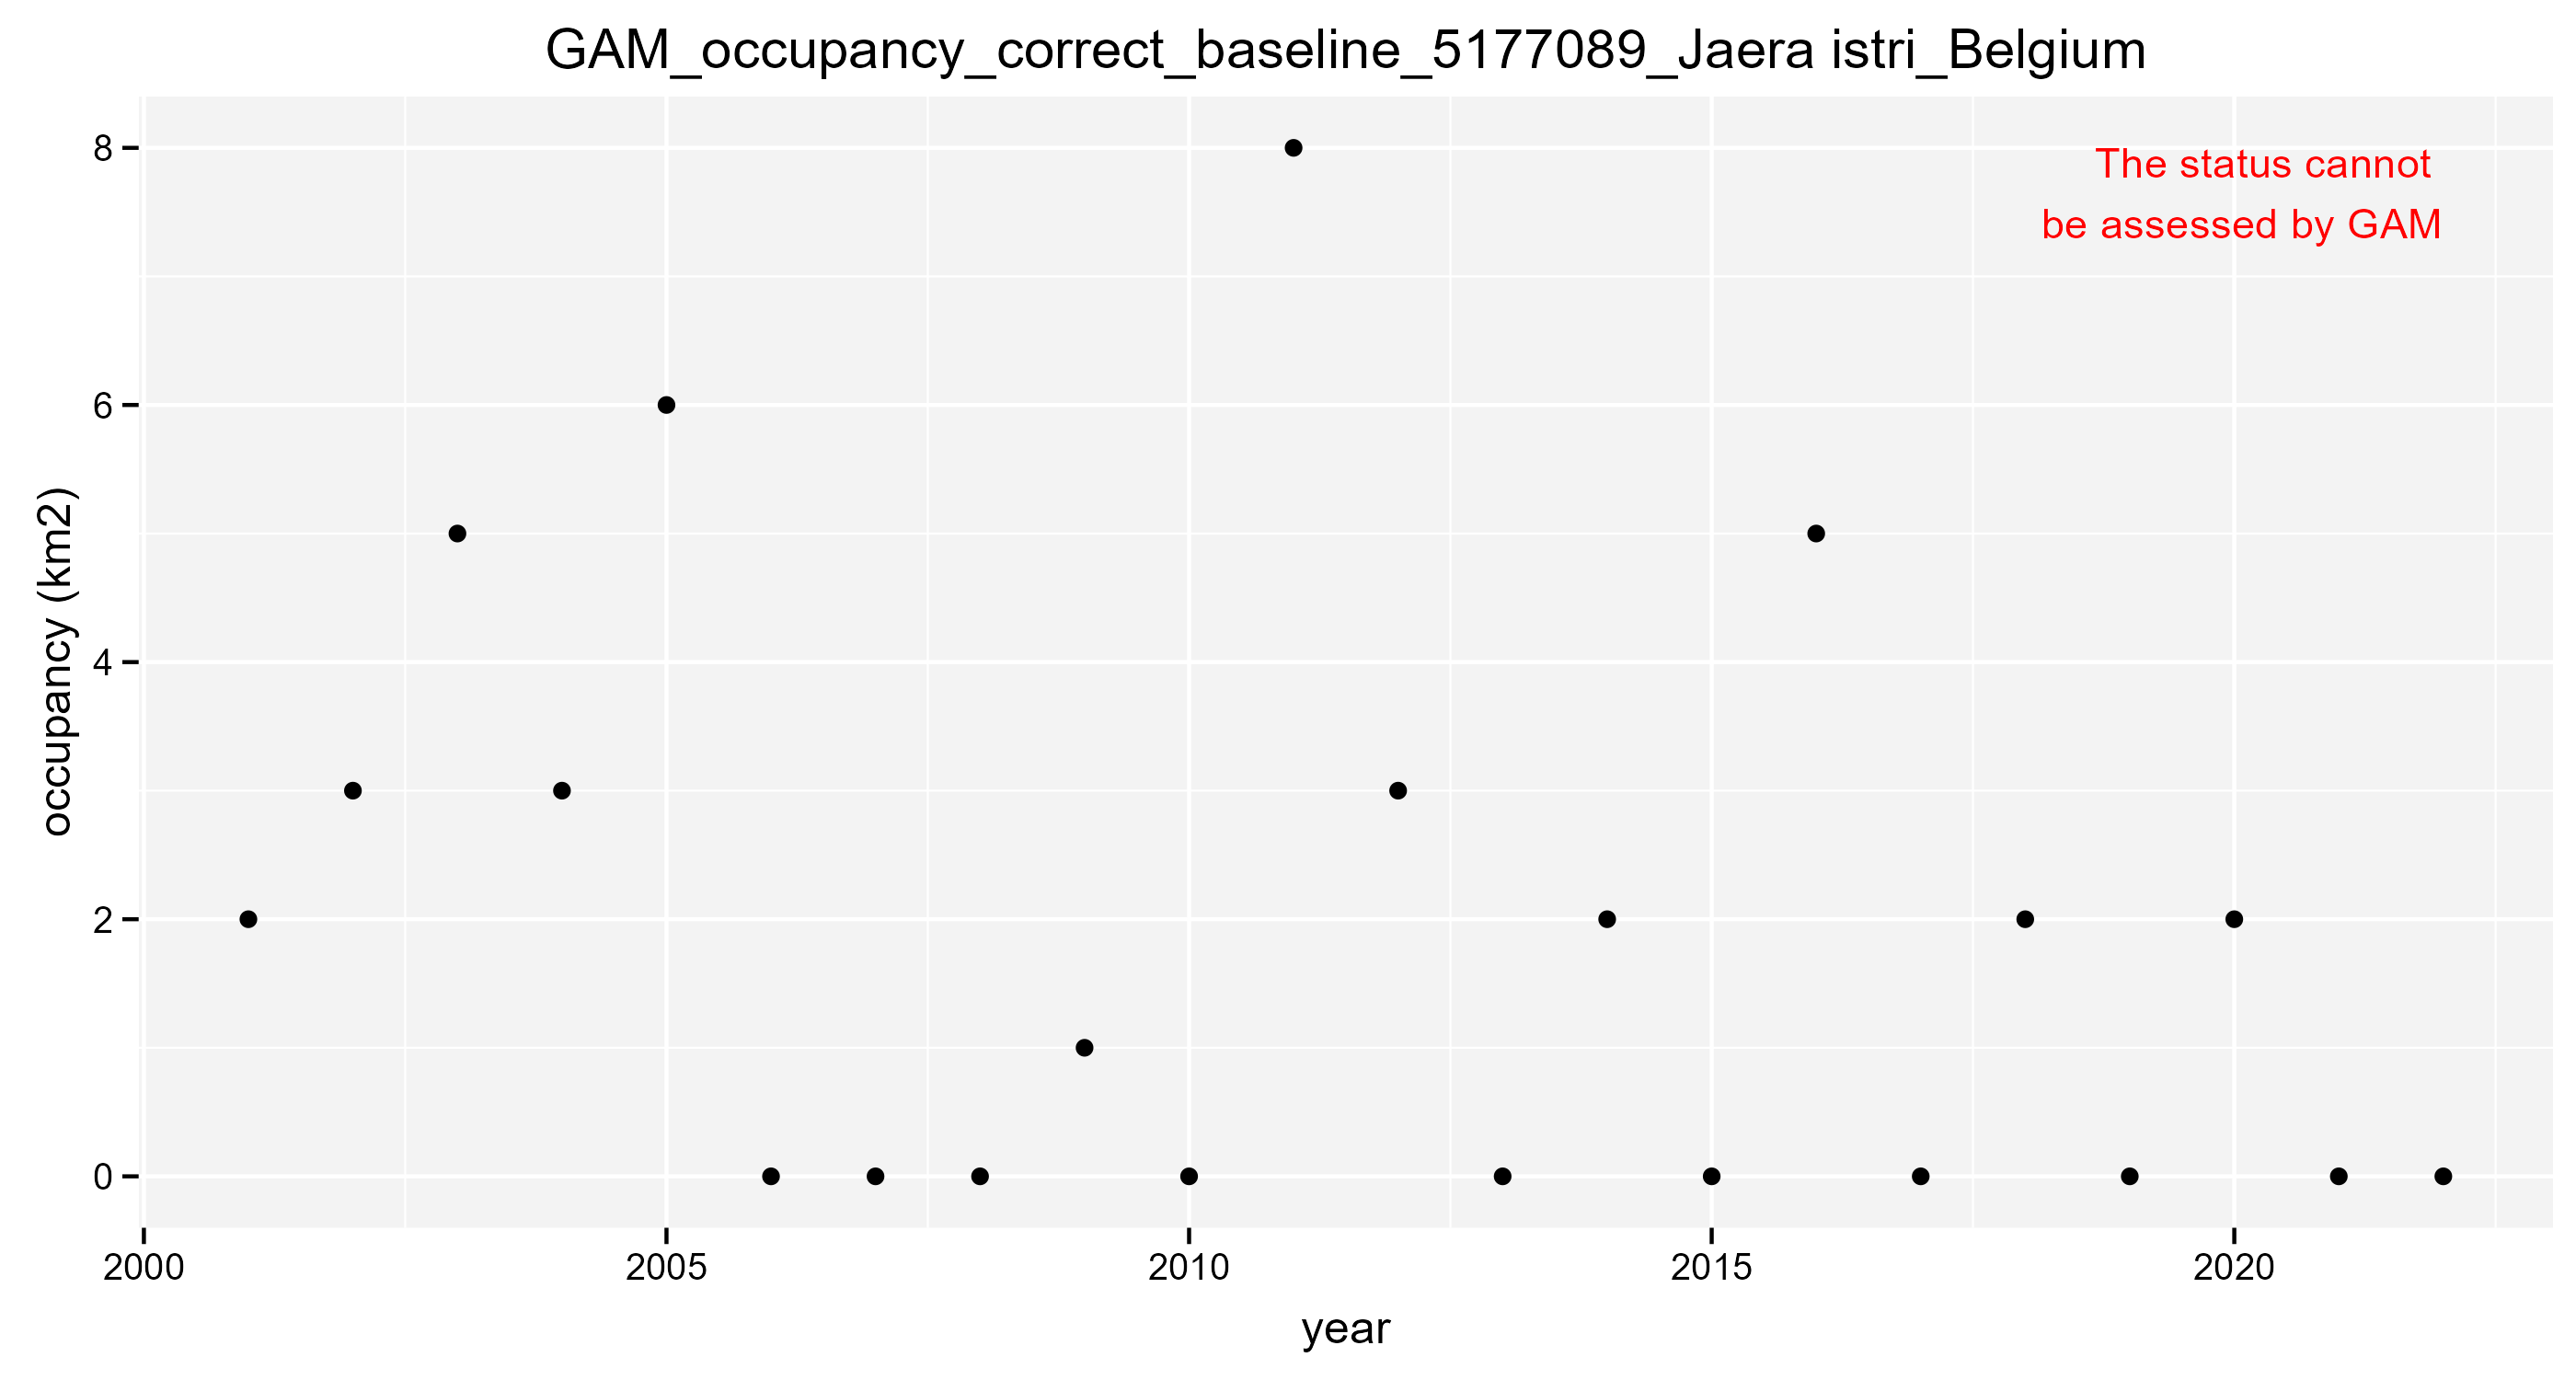 GAM_occupancy_correct_baseline_5177089_Jaera istri_Belgium
The status cannot
be assessed by GAM
occupancy (km2)
8
6
4
2
0
2000
2005
2010
2015
2020
year